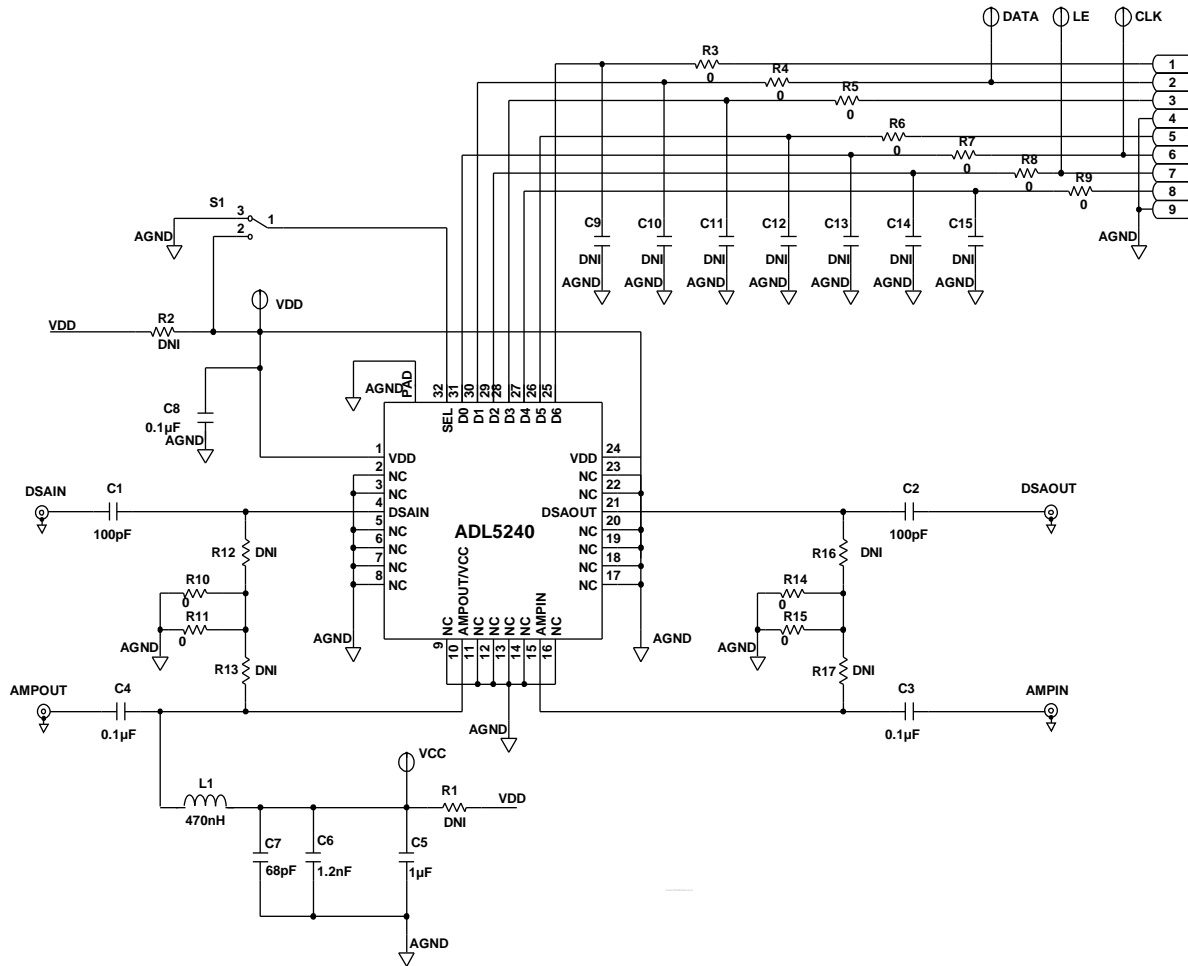 DATA
LE
CLK
R3
0
1
R4
0
2
R5
0
3
4
R6
0
5
R7
0
6
R8
0
7
R9
0
8
9
AGND
S1
3
1
2
AGND
C9
C10
C11
C12
C13
C14
C15
DNI
DNI
DNI
DNI
DNI
DNI
DNI
AGND
AGND
AGND
AGND
AGND
AGND
AGND
VDD
VDD
R2
DNI
C8
0.1µF
AGND
AGND
PAD
32
31
30
29
28
27
26
25
SEL
D0
D1
D2
D3
D4
D5
D6
1
VDD
2
NC
3
NC
4
DSAIN
5
NC
6
NC
7
NC
8
NC
24
VDD
23
NC
22
NC
21
DSAOUT
20
NC
19
NC
18
NC
17
NC
ADL5240
NC
AMPOUT/VCC
NC
NC
NC
NC
AMPIN
NC
9
10
11
12
13
14
15
16
AGND
AGND
AGND
DSAIN
C1
100pF
R12
DNI
R10
0
R11
0
AGND
R13
DNI
AMPOUT
C4
0.1µF
C2
100pF
DSAOUT
R16
DNI
R14
0
R15
0
AGND
R17
DNI
C3
0.1µF
AMPIN
L1
470nH
VCC
R1
DNI
VDD
C7
68pF
C6
1.2nF
C5
1µF
AGND